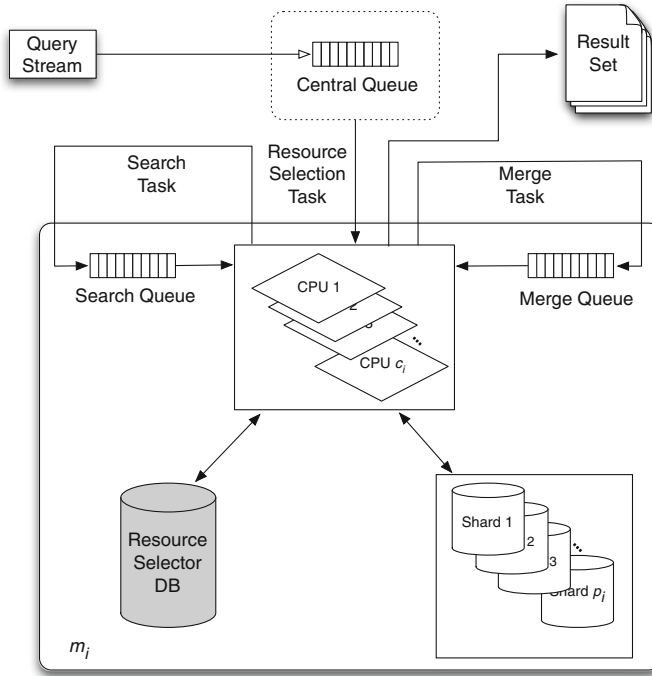 Query
Stream
Central Queue
Result
Set
Search
Task
Resource
Selection
Task
Merge
Task
Search Queue
CPU 1
2
...
CPU c_i
Merge Queue
Resource
Selector
DB
Shard 1
2
3
...
Shard p_i
m_i